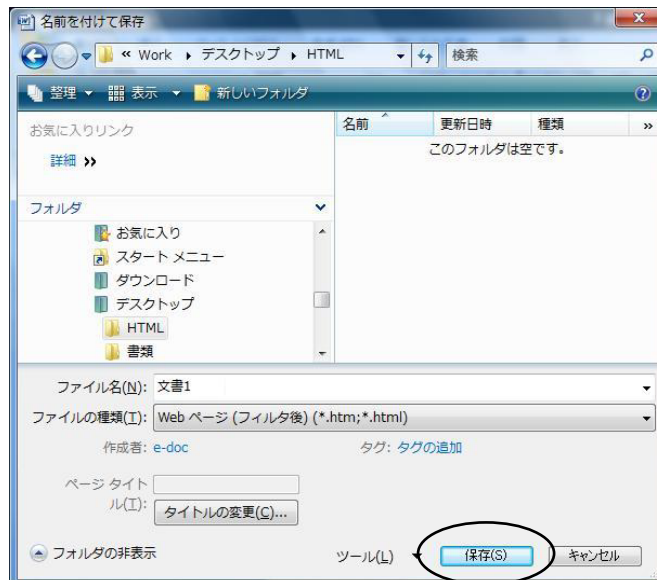 名前を付けて保存
« Work ▸ デスクトップ ▸ HTML 検索
整理 表示 新しいフォルダ
お気に入りリンク
詳細 »
フォルダ
お気に入り
スタート メニュー
ダウンロード
デスクトップ
HTML
書類
名前 更新日時 種類 »
このフォルダは空です。
ファイル名(N): 文書1
ファイルの種類(T): Web ページ (フィルタ後) (*.htm;*.html)
作成者: e-doc タグ: タグの追加
ページ タイト
ル(I):
タイトルの変更(C)...
フォルダの非表示 ツール(L) 保存(S) キャンセル